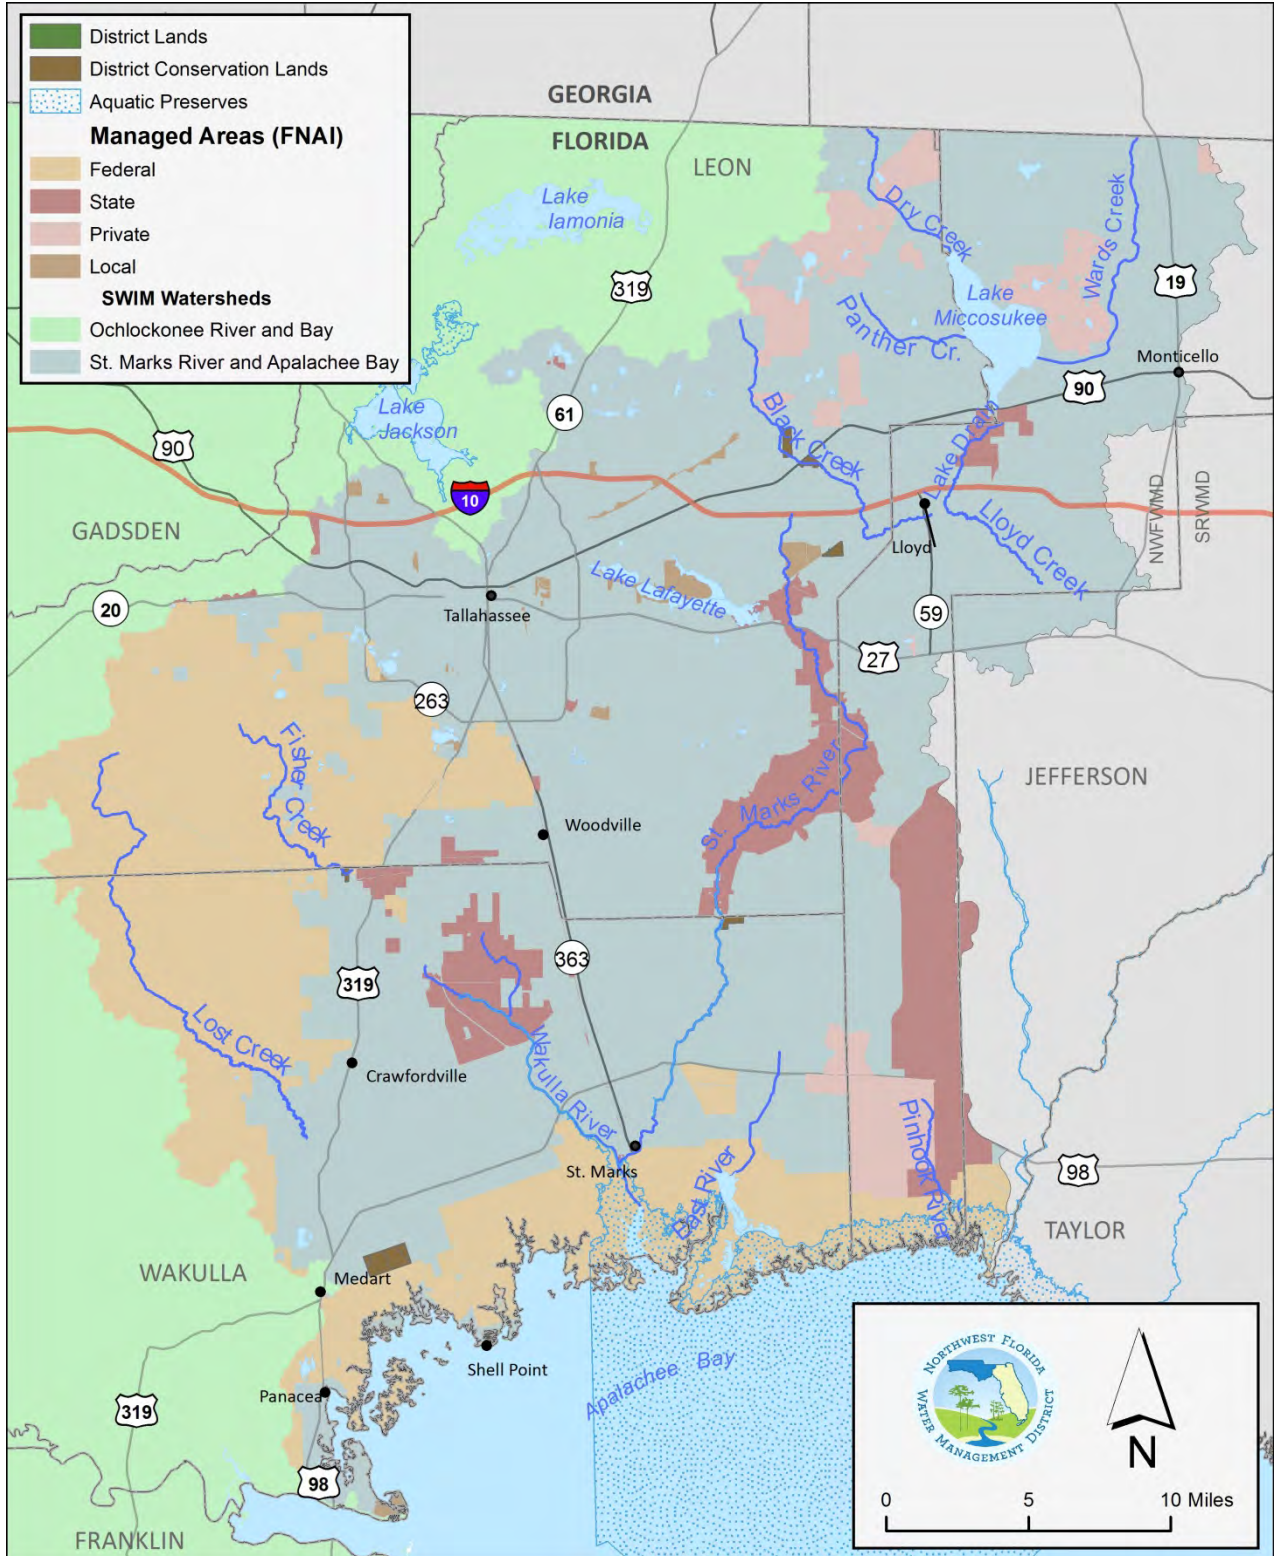 District Lands
District Conservation Lands
Aquatic Preserves
Managed Areas (FNAI)
Federal
State
Private
Local
SWIM Watersheds
Ochlockonee River and Bay
St. Marks River and Apalachee Bay
GEORGIA
FLORIDA
LEON
Lake
Iamonia
319
Dry Creek
Wards Creek
19
Lake
Miccosukee
Panther Cr.
Monticello
90
Lake
Jackson
61
90
Black Creek
Lake Drain
10
GADSDEN
Lloyd
Lloyd Creek
NWFWMD
SRWMD
Lake Lafayette
20
Tallahassee
59
27
263
Fisher
Creek
JEFFERSON
St. Marks River
Woodville
363
319
Lost Creek
Crawfordville
Wakulla River
Pinhook
River
St. Marks
East River
98
TAYLOR
WAKULLA
Medart
Shell Point
Apalachee Bay
Panacea
319
98
FRANKLIN
NORTHWEST FLORIDA
WATER MANAGEMENT DISTRICT
N
0 5 10 Miles